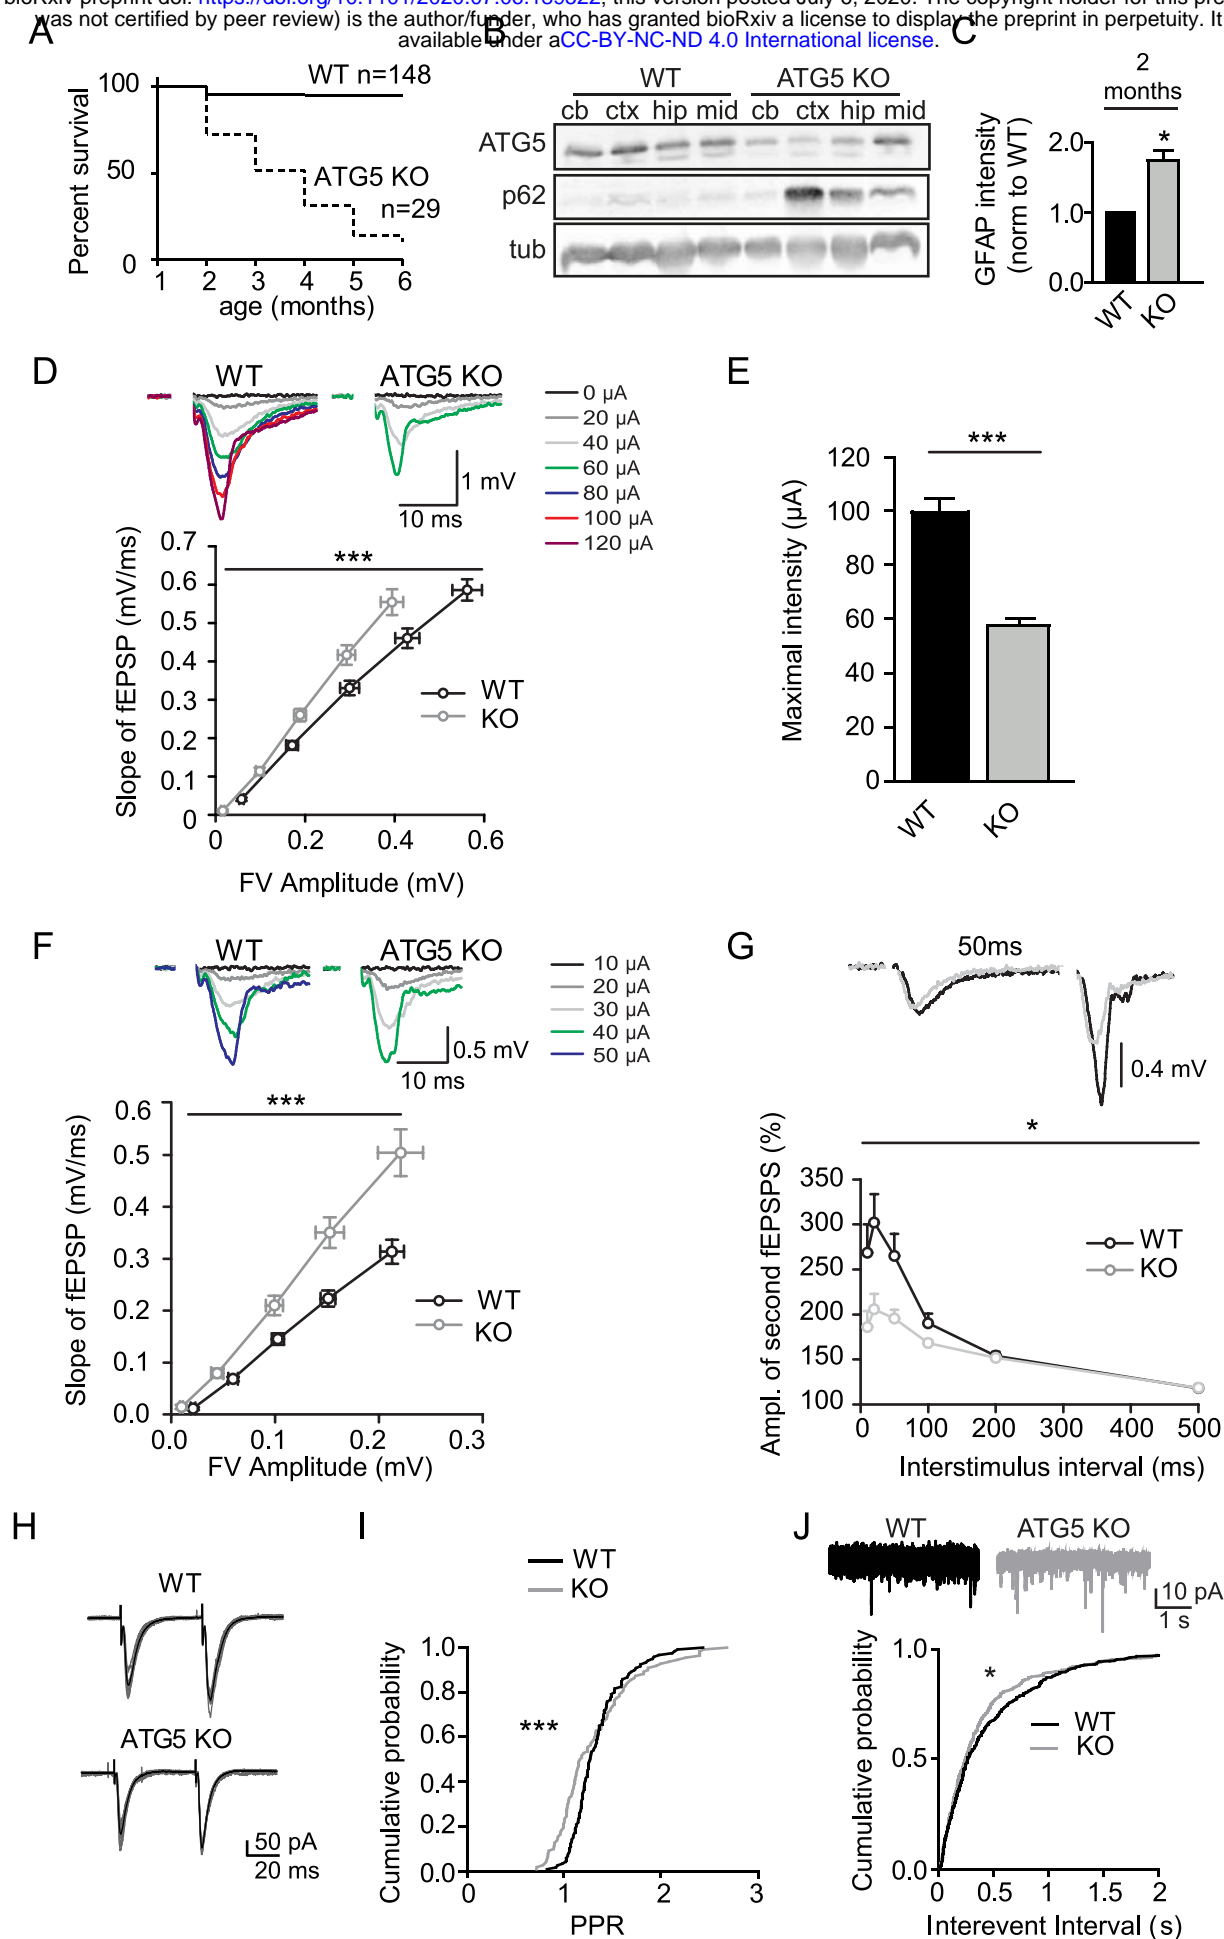 was not certified by peer review) is the author/funder, who has granted bioRxiv a license to display the preprint in perpetuity. It
available under aCC-BY-NC-ND 4.0 International license.
A
WT n=148
ATG5 KO
n=29
Percent survival
100
50
0
1 2 3 4 5 6
age (months)
B
WT ATG5 KO
cb ctx hip mid cb ctx hip mid
ATG5
p62
tub
C
2
months
*
GFAP intensity
(norm to WT)
2.0
1.0
0.0
WT KO
D
WT ATG5 KO
0 µA
20 µA
40 µA
60 µA
80 µA
100 µA
120 µA
1 mV
10 ms
***
Slope of fEPSP (mV/ms)
0.7
0.6
0.5
0.4
0.3
0.2
0.1
0
WT
KO
0 0.2 0.4 0.6
FV Amplitude (mV)
E
***
Maximal intensity (µA)
120
100
80
60
40
20
0
WT KO
F
WT ATG5 KO
10 µA
20 µA
30 µA
40 µA
50 µA
0.5 mV
10 ms
***
Slope of fEPSP (mV/ms)
0.6
0.5
0.4
0.3
0.2
0.1
0.0
WT
KO
0.0 0.1 0.2 0.3
FV Amplitude (mV)
G
50ms
0.4 mV
*
Ampl. of second fEPSPS (%)
350
300
250
200
150
100
WT
KO
0 100 200 300 400 500
Interstimulus interval (ms)
H
WT
ATG5 KO
50 pA
20 ms
I
WT
KO
***
Cumulative probability
1.0
0.8
0.6
0.4
0.2
0.0
0 1 2 3
PPR
J
WT ATG5 KO
10 pA
1 s
*
Cumulative probability
1.0
0.5
0.0
WT
KO
0 0.5 1 1.5 2
Interevent Interval (s)